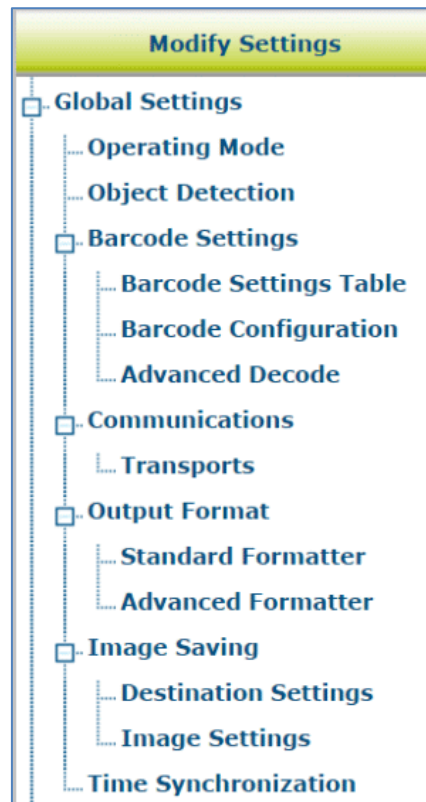 Modify Settings
Global Settings
Operating Mode
Object Detection
Barcode Settings
Barcode Settings Table
Barcode Configuration
Advanced Decode
Communications
Transports
Output Format
Standard Formatter
Advanced Formatter
Image Saving
Destination Settings
Image Settings
Time Synchronization